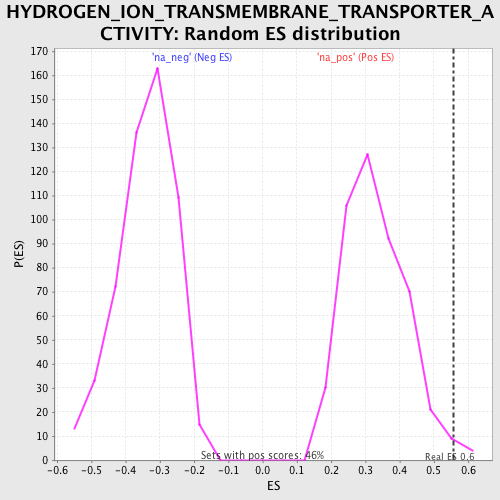 HYDROGEN_ION_TRANSMEMBRANE_TRANSPORTER_A
CTIVITY: Random ES distribution
'na_neg' (Neg ES) 'na_pos' (Pos ES)
170
160
150
140
130
120
110
100
90
80
70
60
50
40
30
20
10
0
P(ES)
Sets with pos scores: 46%
Real ES 0.6
-0.6 -0.5 -0.4 -0.3 -0.2 -0.1 0.0 0.1 0.2 0.3 0.4 0.5 0.6
ES